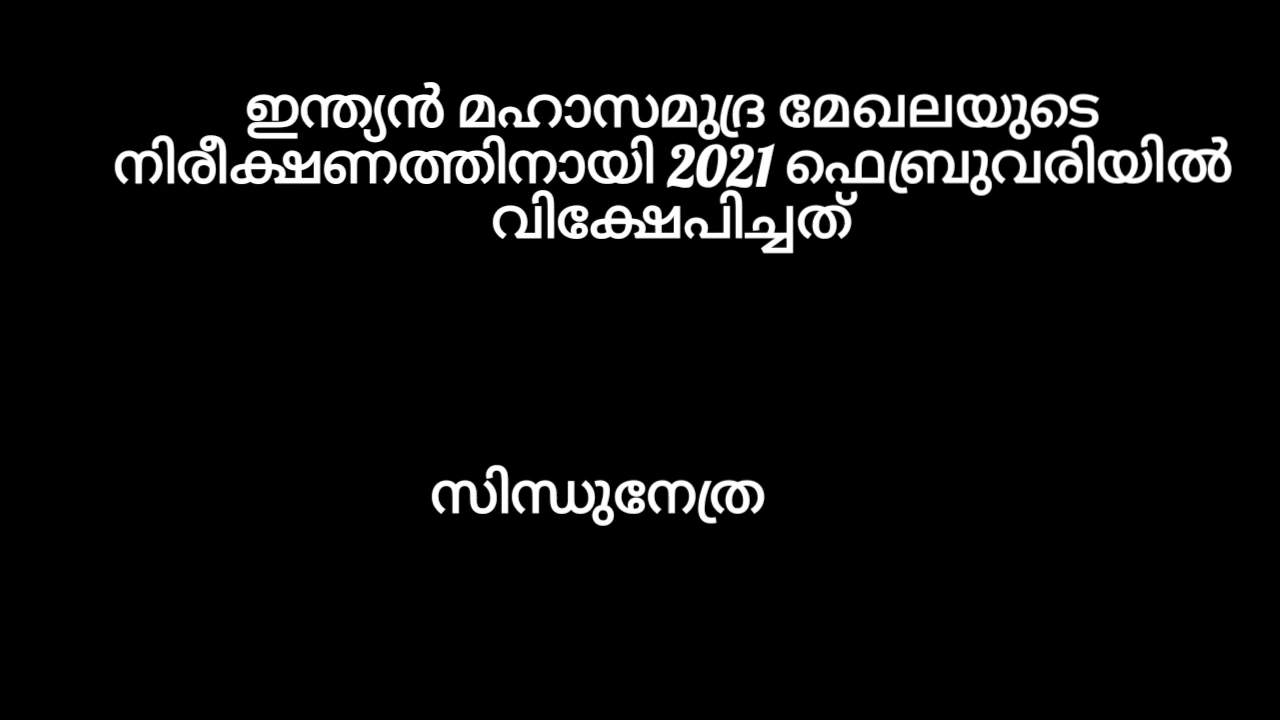 ഇന്ത്യൻ മഹാസമുദ്ര മേഖലയുടെ
നിരീക്ഷണത്തിനായി 2021 ഫെബ്രുവരിയിൽ
വിക്ഷേപിച്ചത്
സിന്ധുനേത്ര